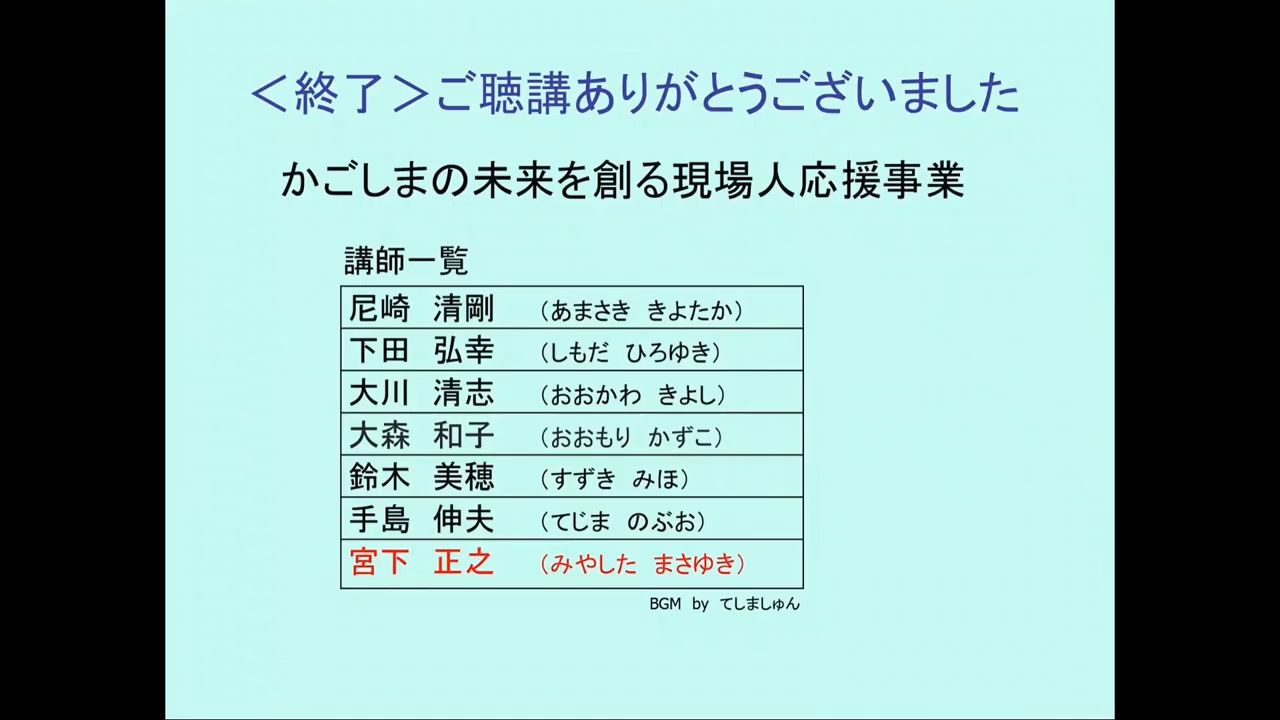 ＜終了＞ご聴講ありがとうございました
かごしまの未来を創る現場人応援事業
講師一覧
尼崎　清剛　（あまさき　きよたか）
下田　弘幸　（しもだ　ひろゆき）
大川　清志　（おおかわ　きよし）
大森　和子　（おおもり　かずこ）
鈴木　美穂　（すずき　みほ）
手島　伸夫　（てじま　のぶお）
宮下　正之　（みやした　まさゆき）
BGM　by　てしましゅん